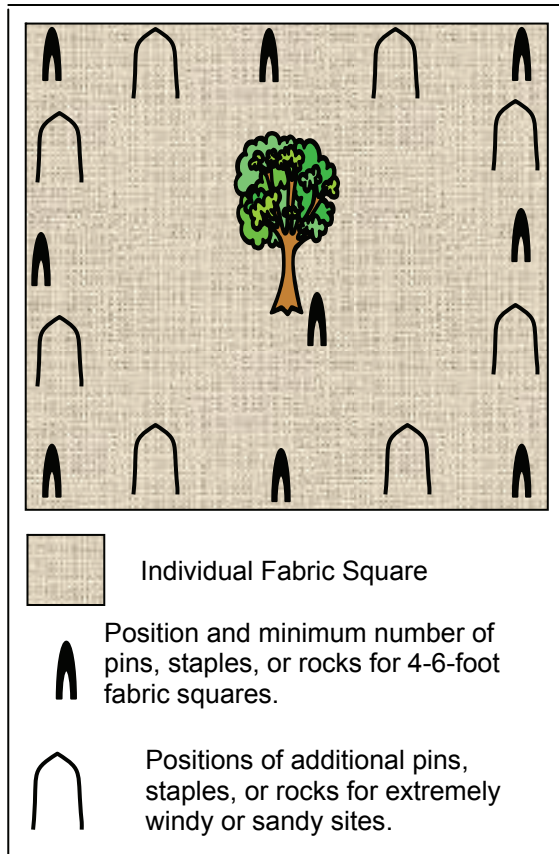 Individual Fabric Square
Position and minimum number of
pins, staples, or rocks for 4-6-foot
fabric squares.
Positions of additional pins,
staples, or rocks for extremely
windy or sandy sites.